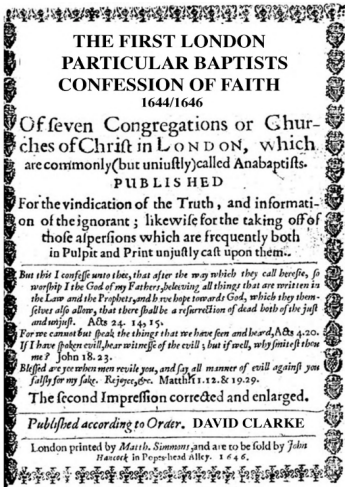 THE FIRST LONDON
PARTICULAR BAPTISTS
CONFESSION OF FAITH
1644/1646
Of ſeven Congregations or Chur-
ches of Chriſt in LONDON, which
are commonly (but uniuſtly) called Anabaptiſts.
PUBLISHED
For the vindication of the Truth, and informati-
on of the ignorant; likewiſe for the taking off of
thoſe aſperſions which are frequently both
in Pulpit and Print unjuſtly caſt upon them.
But this I confeſſe unto thee, that after the way which they call hereſie, ſo
worſhip I the God of my Fathers, beleeving all things that are written in
the Law and the Prophets, and have hope towards God, which they them-
ſelves alſo allow, that there ſhall be a reſurrection of dead both of the juſt
and unjuſt. Acts 24. 14, 15.
For we cannot but ſpeak the things that we have ſeen and heard, Acts 4.20.
If I have ſpoken evill, bear witneſſe of the evill; but if well, why ſmiteſt thou
me? John 18. 23.
Bleſſed are yee when men revile you, and ſay all manner of evill againſt you
falſly for my ſake. Rejoyce, &c. Matth. 11.12. & 19.29.
The ſecond Impreſſion corrected and enlarged.
Publiſhed according to Order. DAVID CLARKE
London printed by Matth. Simmons, and are to be ſold by John
Hancock in Popes-head Alley. 1646.